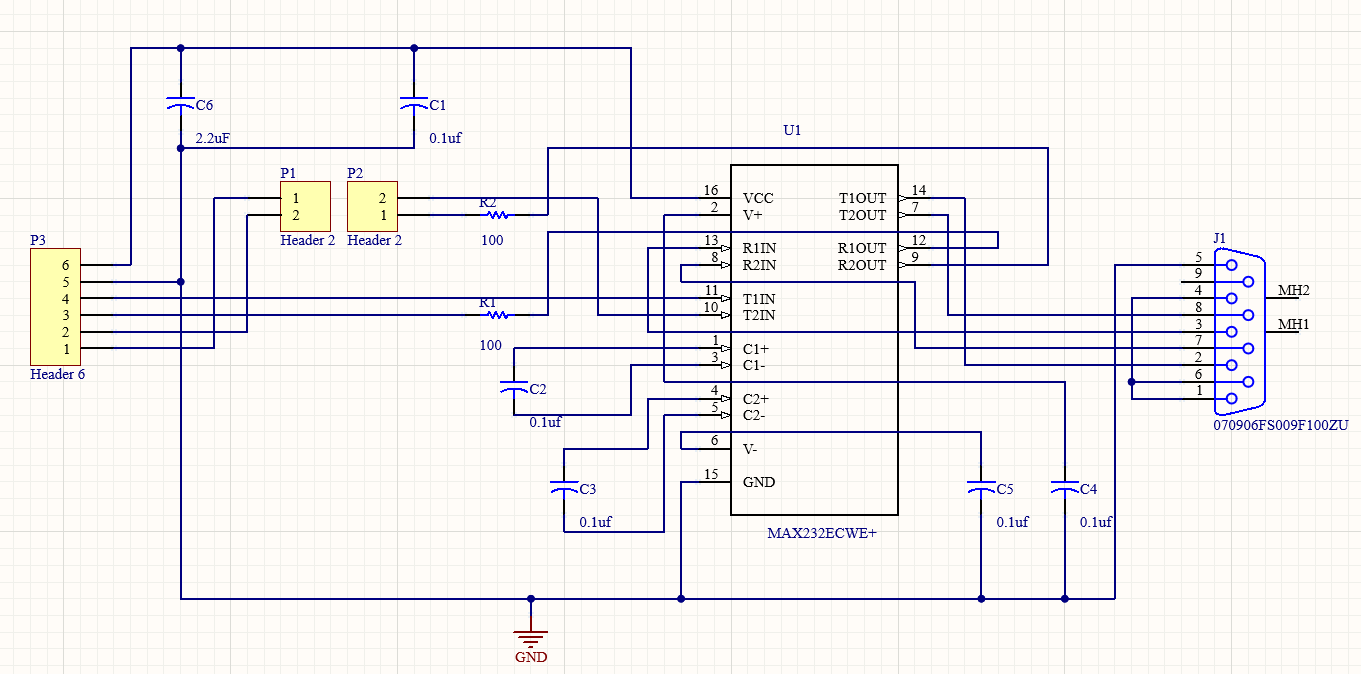 C6
2.2uF
C1
0.1uf
U1
P1
1
2
Header 2
P2
2
1
Header 2
R2
100
P3
6
5
4
3
2
1
Header 6
R1
100
16 VCC
2 V+
13 R1IN
8 R2IN
11 T1IN
10 T2IN
1 C1+
3 C1-
4 C2+
5 C2-
6 V-
15 GND
T1OUT 14
T2OUT 7
R1OUT 12
R2OUT 9
MAX232ECWE+
C2
0.1uf
C3
0.1uf
C5
0.1uf
C4
0.1uf
J1
5
9
4
8
3
7
2
6
1
MH2
MH1
070906FS009F100ZU
GND